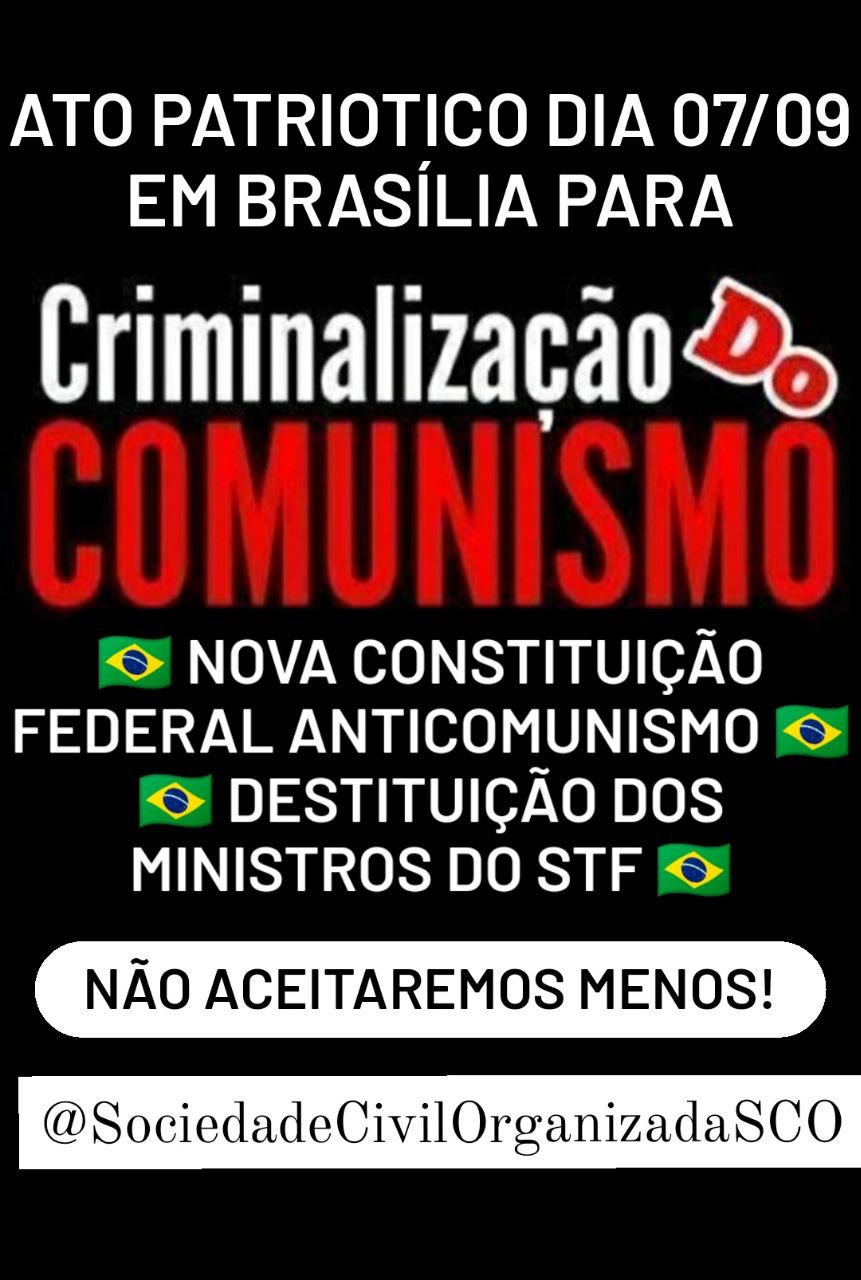 ATO PATRIOTICO DIA 07/09
EM BRASÍLIA PARA
Criminalização Do
COMUNISMO
🇧🇷 NOVA CONSTITUIÇÃO
FEDERAL ANTICOMUNISMO 🇧🇷
🇧🇷 DESTITUIÇÃO DOS
MINISTROS DO STF 🇧🇷
NÃO ACEITAREMOS MENOS!
@SociedadeCivilOrganizadaSCO